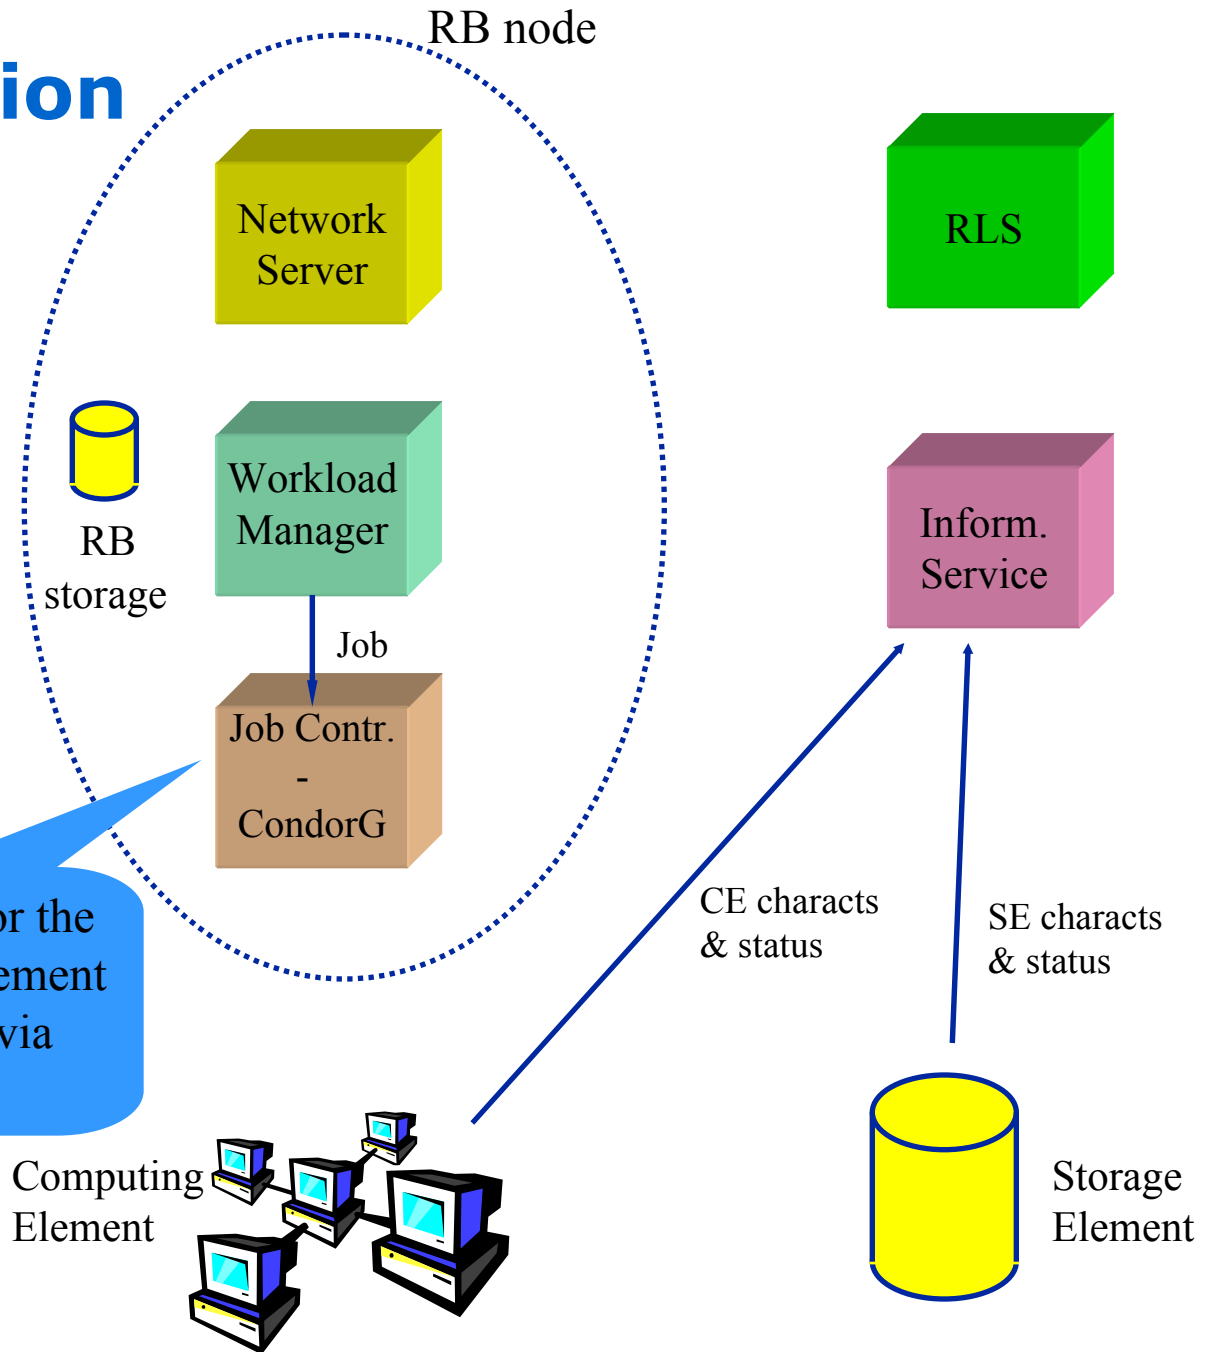 RB node
ion
Network
Server
RLS
Workload
Manager
RB
storage
Inform.
Service
Job
Job Contr.
-
CondorG
or the
ement
via
CE characts
& status
SE characts
& status
Computing
Element
Storage
Element